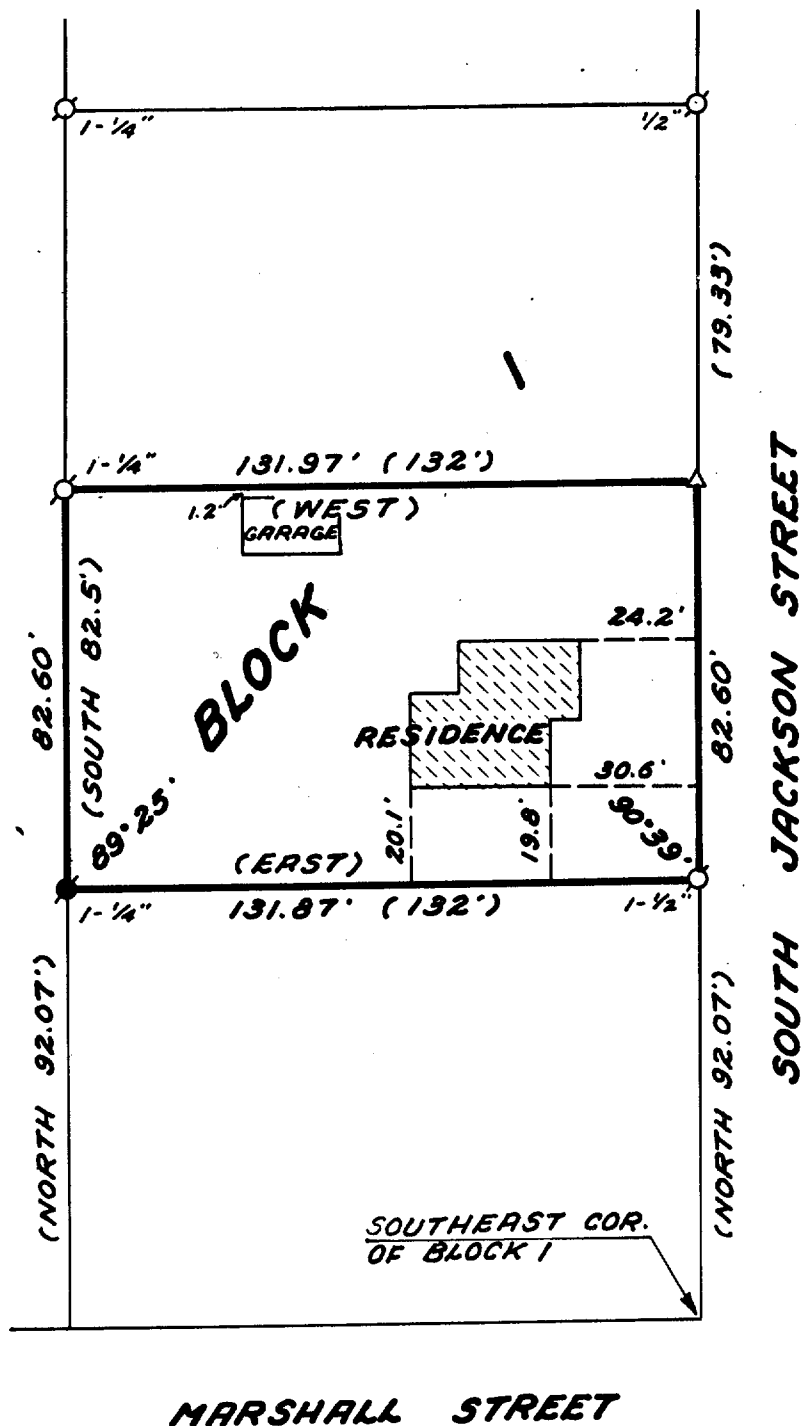 1-1/4"
1/2"
(79.33')
1
1-1/4"
131.97' (132')
1.2'
(WEST)
GARAGE
82.60'
(SOUTH 82.5')
BLOCK
24.2'
RESIDENCE
82.60'
30.6'
20.1'
19.8'
89°25'
90°39'
(EAST)
1-1/4"
131.87' (132')
1-1/2"
SOUTH JACKSON STREET
(NORTH 92.07')
(NORTH 92.07')
SOUTHEAST COR.
OF BLOCK 1
MARSHALL STREET